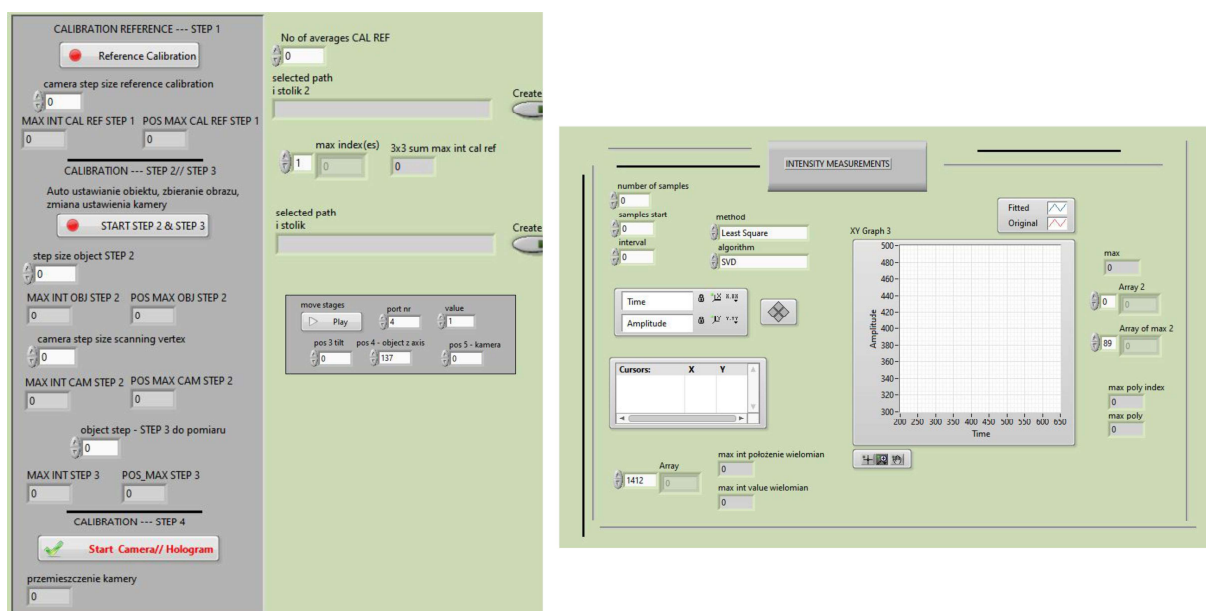 CALIBRATION REFERENCE --- STEP 1
Reference Calibration
camera step size reference calibration
0
MAX INT CAL REF STEP 1 POS MAX CAL REF STEP 1
0 0
CALIBRATION --- STEP 2// STEP 3
Auto ustawianie obiektu, zbieranie obrazu,
zmiana ustawienia kamery
START STEP 2 & STEP 3
step size object STEP 2
0
MAX INT OBJ STEP 2 POS MAX OBJ STEP 2
0 0
camera step size scanning vertex
0
MAX INT CAM STEP 2 POS MAX CAM STEP 2
0 0
object step - STEP 3 do pomiaru
0
MAX INT STEP 3 POS_MAX STEP 3
0 0
CALIBRATION --- STEP 4
Start Camera// Hologram
przemieszczenie kamery
0
No of averages CAL REF
0
selected path
i stolik 2
Create
max index(es) 3x3 sum max int cal ref
1 0 0
selected path
i stolik
Create
move stages port nr value
Play 4 1
pos 3 tilt pos 4 - object z axis pos 5 - kamera
0 137 0
INTENSITY MEASUREMENTS
number of samples
0
samples start
0
interval
0
method
Least Square
algorithm
SVD
Time
Amplitude
Cursors: X Y
Array
1412 0
max int położenie wielomian
0
max int value wielomian
0
Fitted
Original
XY Graph 3
500
480
460
440
420
400
380
360
340
320
300
Amplitude
200 250 300 350 400 450 500 550 600 650
Time
max
0
Array 2
0 0
Array of max 2
89 0
max poly index
0
max poly
0